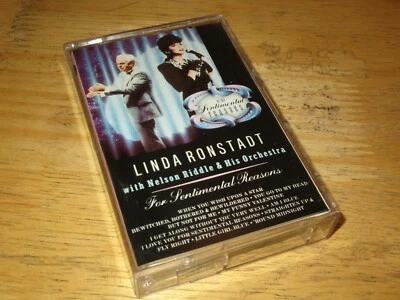 For
Sentimental
REASONS
LINDA RONSTADT
with Nelson Riddle & His Orchestra
For Sentimental Reasons
WHEN YOU WISH UPON A STAR
BEWITCHED, BOTHERED & BEWILDERED · YOU GO TO MY HEAD
BUT NOT FOR ME · MY FUNNY VALENTINE
I GET ALONG WITHOUT YOU VERY WELL · AM I BLUE
I LOVE YOU FOR SENTIMENTAL REASONS · STRAIGHTEN UP &
FLY RIGHT · LITTLE GIRL BLUE · 'ROUND MIDNIGHT